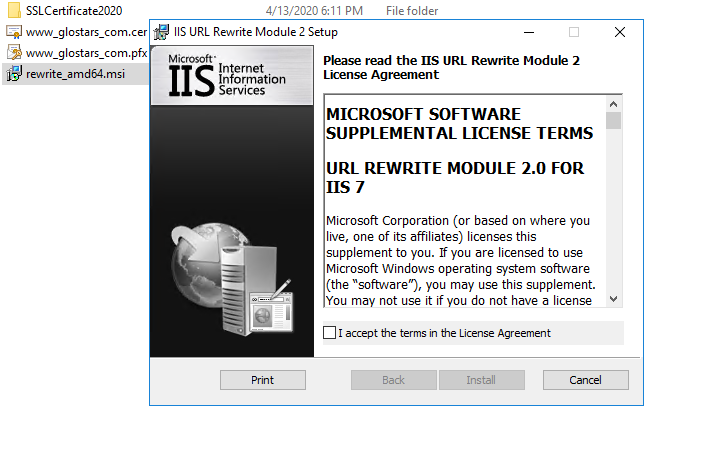 SSLCertificate2020 4/13/2020 6:11 PM File folder
www_glostars_com.cer
www_glostars_com.pfx
rewrite_amd64.msi
IIS URL Rewrite Module 2 Setup
Microsoft
IIS Internet
Information
Services
Please read the IIS URL Rewrite Module 2
License Agreement
MICROSOFT SOFTWARE
SUPPLEMENTAL LICENSE TERMS
URL REWRITE MODULE 2.0 FOR
IIS 7
Microsoft Corporation (or based on where you
live, one of its affiliates) licenses this
supplement to you. If you are licensed to use
Microsoft Windows operating system software
(the “software”), you may use this supplement.
You may not use it if you do not have a license
I accept the terms in the License Agreement
Print Back Install Cancel